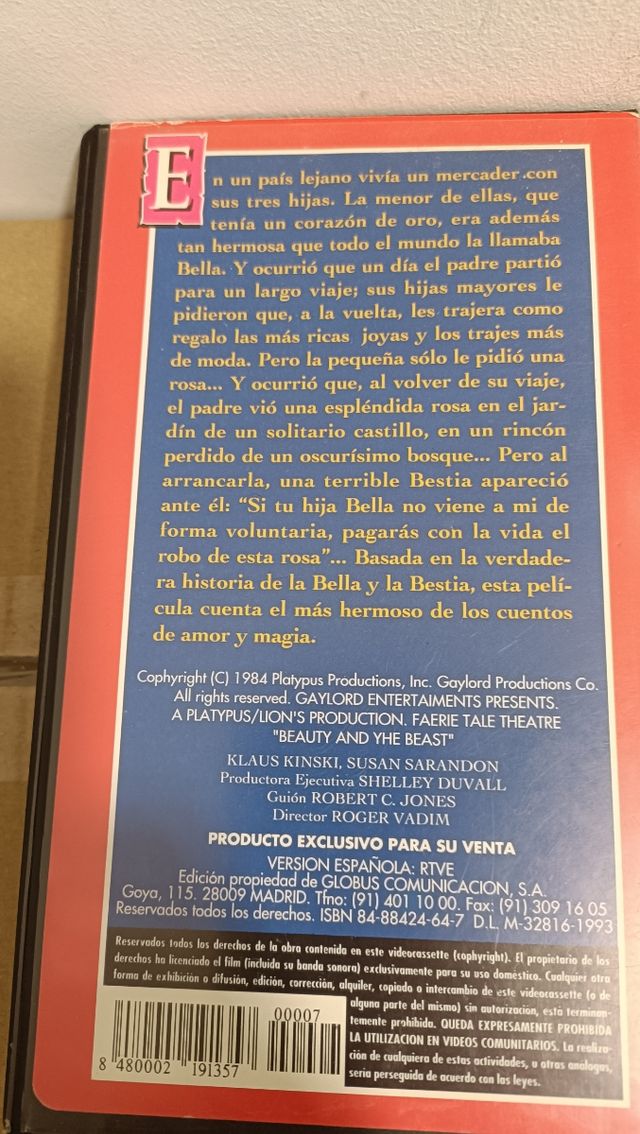 En un país lejano vivía un mercader con
sus tres hijas. La menor de ellas, que
tenía un corazón de oro, era además
tan hermosa que todo el mundo la llamaba
Bella. Y ocurrió que un día el padre partió
para un largo viaje; sus hijas mayores le
pidieron que, a la vuelta, les trajera como
regalo las más ricas joyas y los trajes más
de moda. Pero la pequeña sólo le pidió una
rosa... Y ocurrió que, al volver de su viaje,
el padre vió una espléndida rosa en el jar-
dín de un solitario castillo, en un rincón
perdido de un oscurísimo bosque... Pero al
arrancarla, una terrible Bestia apareció
ante él: “Si tu hija Bella no viene a mi de
forma voluntaria, pagarás con la vida el
robo de esta rosa”... Basada en la verdade-
ra historia de la Bella y la Bestia, esta pelí-
cula cuenta el más hermoso de los cuentos
de amor y magia.
Cophyright (C) 1984 Platypus Productions, Inc. Gaylord Productions Co.
All rights reserved. GAYLORD ENTERTAIMENTS PRESENTS.
A PLATYPUS/LION'S PRODUCTION. FAERIE TALE THEATRE
"BEAUTY AND YHE BEAST"
KLAUS KINSKI, SUSAN SARANDON
Productora Ejecutiva SHELLEY DUVALL
Guión ROBERT C. JONES
Director ROGER VADIM
PRODUCTO EXCLUSIVO PARA SU VENTA
VERSION ESPAÑOLA: RTVE
Edición propiedad de GLOBUS COMUNICACION, S.A.
Goya, 115. 28009 MADRID. Tfno: (91) 401 10 00. Fax: (91) 309 16 05
Reservados todos los derechos. ISBN 84-88424-64-7 D.L. M-32816-1993
Reservados todos los derechos de la obra contenida en este videocassette (cophyright). El propietario de los
derechos ha licenciado el film (incluida su banda sonora) exclusivamente para su uso doméstico. Cualquier otra
forma de exhibición o difusión, edición, corrección, alquiler, copiado o intercambio de este videocassette (o de
alguna parte del mismo) sin autorización, está terminan-
temente prohibida. QUEDA EXPRESAMENTE PROHIBIDA
LA UTILIZACION EN VIDEOS COMUNITARIOS. La realiza-
ción de cualquiera de estas actividades, u otras analogas,
seria perseguida de acuerdo con las leyes.
00007
8 480002 191357